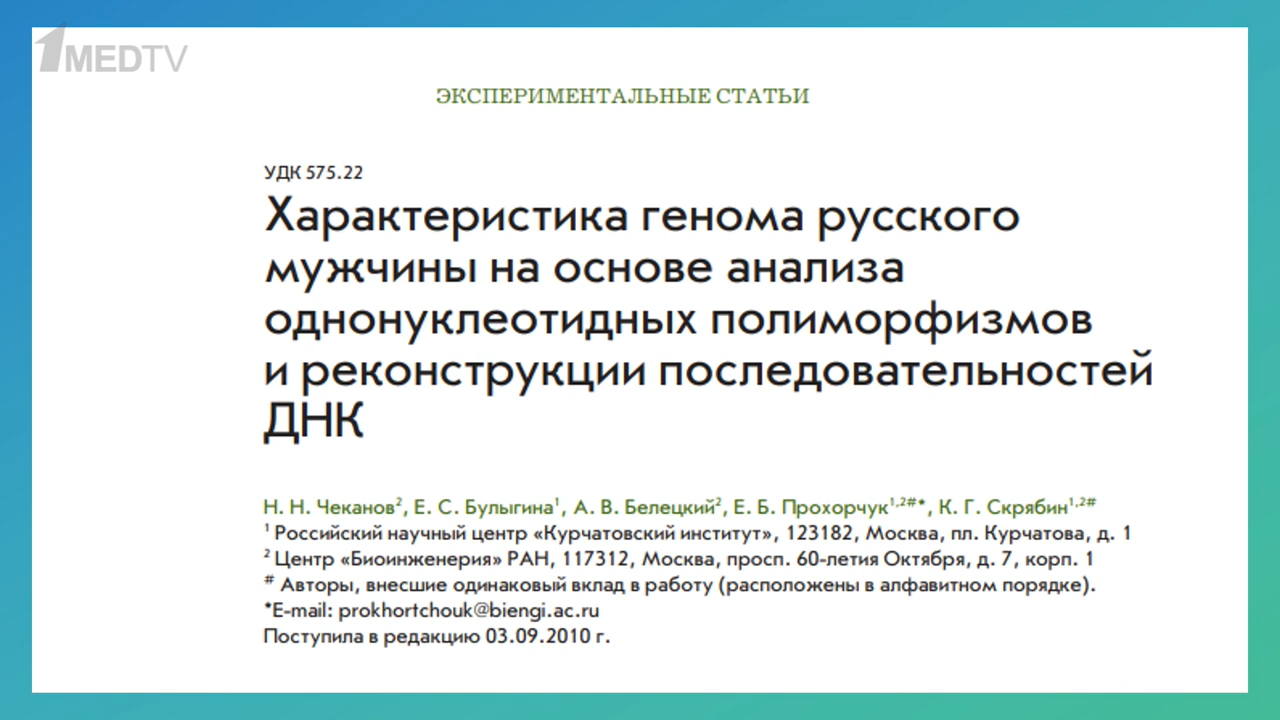 1MEDTV
ЭКСПЕРИМЕНТАЛЬНЫЕ СТАТЬИ
УДК 575.22
Характеристика генома русского
мужчины на основе анализа
однонуклеотидных полиморфизмов
и реконструкции последовательностей
ДНК
Н. Н. Чеканов², Е. С. Булыгина¹, А. В. Белецкий², Е. Б. Прохорчук¹,²#*, К. Г. Скрябин¹,²#
¹ Российский научный центр «Курчатовский институт», 123182, Москва, пл. Курчатова, д. 1
² Центр «Биоинженерия» РАН, 117312, Москва, просп. 60-летия Октября, д. 7, корп. 1
# Авторы, внесшие одинаковый вклад в работу (расположены в алфавитном порядке).
*E-mail: prokhortchouk@biengi.ac.ru
Поступила в редакцию 03.09.2010 г.